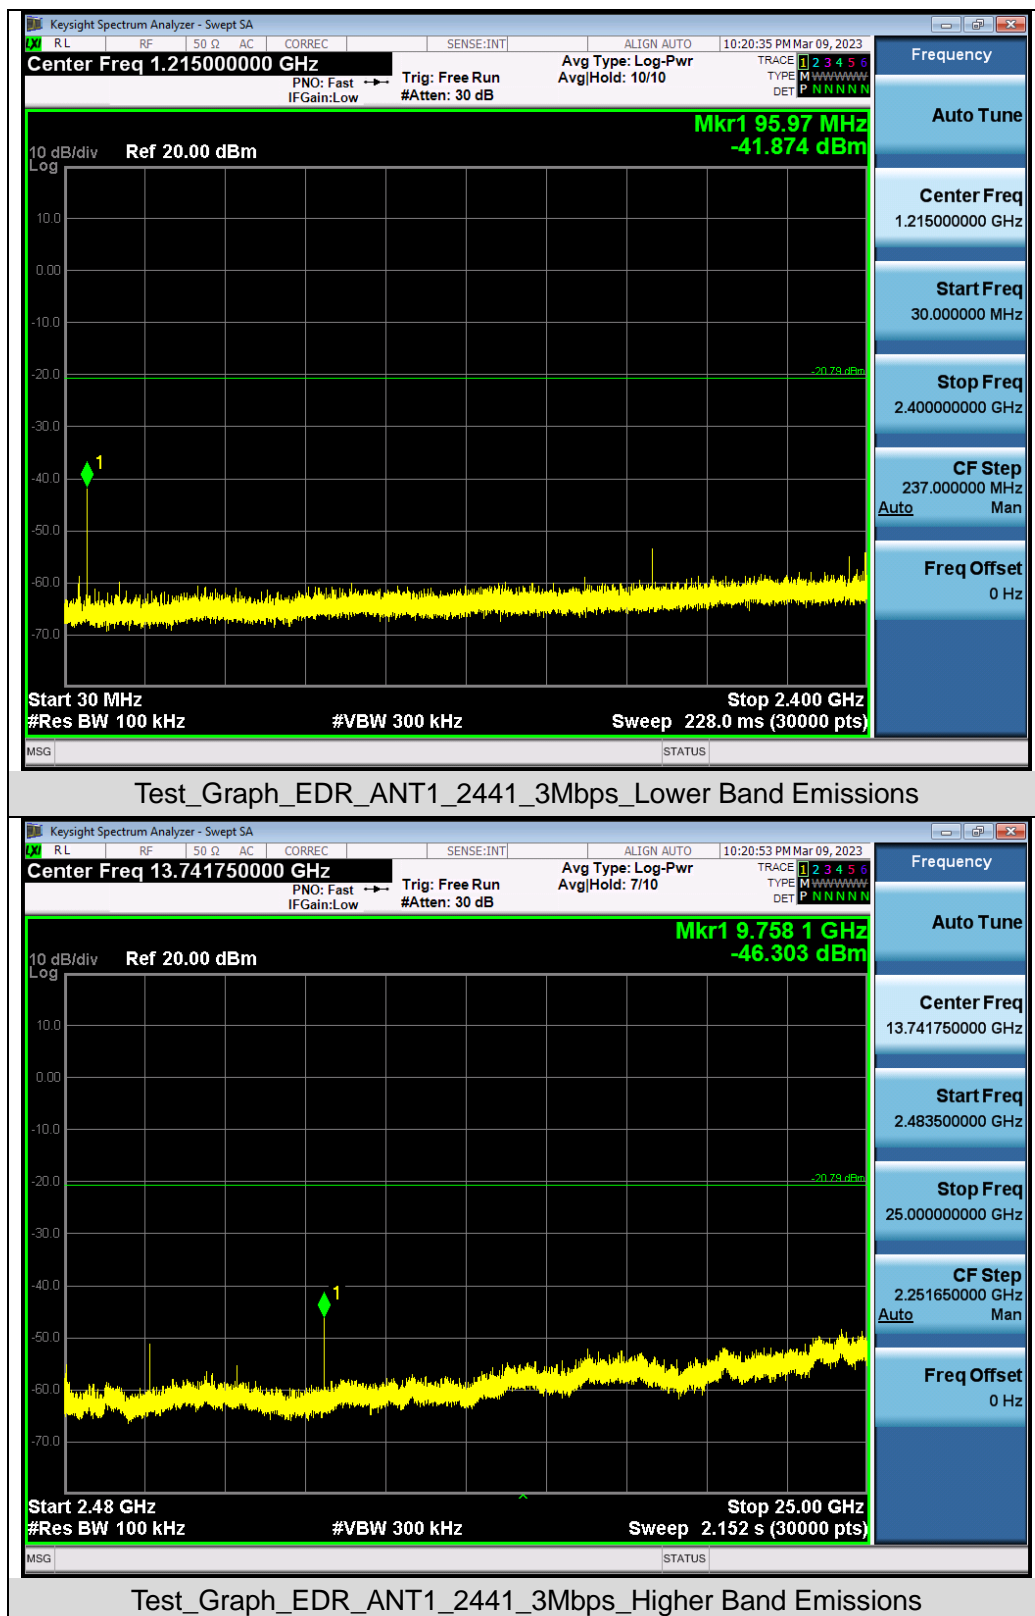 Keysight Spectrum Analyzer - Swept SA
LXI RL RF 50 Ω AC CORREC SENSE:INT ALIGN AUTO 10:20:35 PM Mar 09, 2023
Center Freq 1.215000000 GHz
PNO: Fast
IFGain:Low
Trig: Free Run
#Atten: 30 dB
Avg Type: Log-Pwr
Avg|Hold: 10/10
TRACE 1 2 3 4 5 6
TYPE M WWWWW
DET P N N N N N
Mkr1 95.97 MHz
-41.874 dBm
10 dB/div Ref 20.00 dBm
Log
10.0
0.00
-10.0
-20.0
-20.79 dBm
-30.0
1
-40.0
-50.0
-60.0
-70.0
Start 30 MHz Stop 2.400 GHz
#Res BW 100 kHz #VBW 300 kHz Sweep 228.0 ms (30000 pts)
MSG STATUS
Frequency
Auto Tune
Center Freq
1.215000000 GHz
Start Freq
30.000000 MHz
Stop Freq
2.400000000 GHz
CF Step
237.000000 MHz
Auto Man
Freq Offset
0 Hz
Test_Graph_EDR_ANT1_2441_3Mbps_Lower Band Emissions
Keysight Spectrum Analyzer - Swept SA
LXI RL RF 50 Ω AC CORREC SENSE:INT ALIGN AUTO 10:20:53 PM Mar 09, 2023
Center Freq 13.741750000 GHz
PNO: Fast
IFGain:Low
Trig: Free Run
#Atten: 30 dB
Avg Type: Log-Pwr
Avg|Hold: 7/10
TRACE 1 2 3 4 5 6
TYPE M WWWWW
DET P N N N N N
Mkr1 9.758 1 GHz
-46.303 dBm
10 dB/div Ref 20.00 dBm
Log
10.0
0.00
-10.0
-20.0
-20.79 dBm
-30.0
-40.0
1
-50.0
-60.0
-70.0
Start 2.48 GHz Stop 25.00 GHz
#Res BW 100 kHz #VBW 300 kHz Sweep 2.152 s (30000 pts)
MSG STATUS
Frequency
Auto Tune
Center Freq
13.741750000 GHz
Start Freq
2.483500000 GHz
Stop Freq
25.000000000 GHz
CF Step
2.251650000 GHz
Auto Man
Freq Offset
0 Hz
Test_Graph_EDR_ANT1_2441_3Mbps_Higher Band Emissions